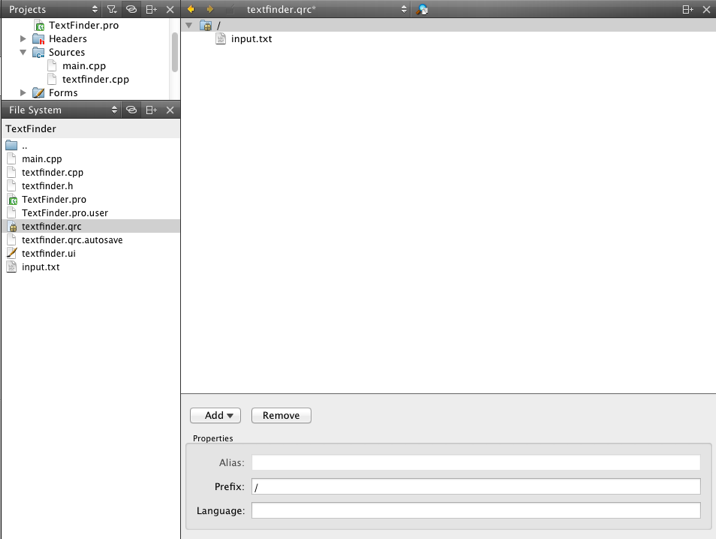 Projects
TextFinder.pro
Headers
Sources
main.cpp
textfinder.cpp
Forms
File System
TextFinder
..
main.cpp
textfinder.cpp
textfinder.h
TextFinder.pro
TextFinder.pro.user
textfinder.qrc
textfinder.qrc.autosave
textfinder.ui
input.txt
textfinder.qrc*
/
input.txt
Add Remove
Properties
Alias:
Prefix: /
Language: